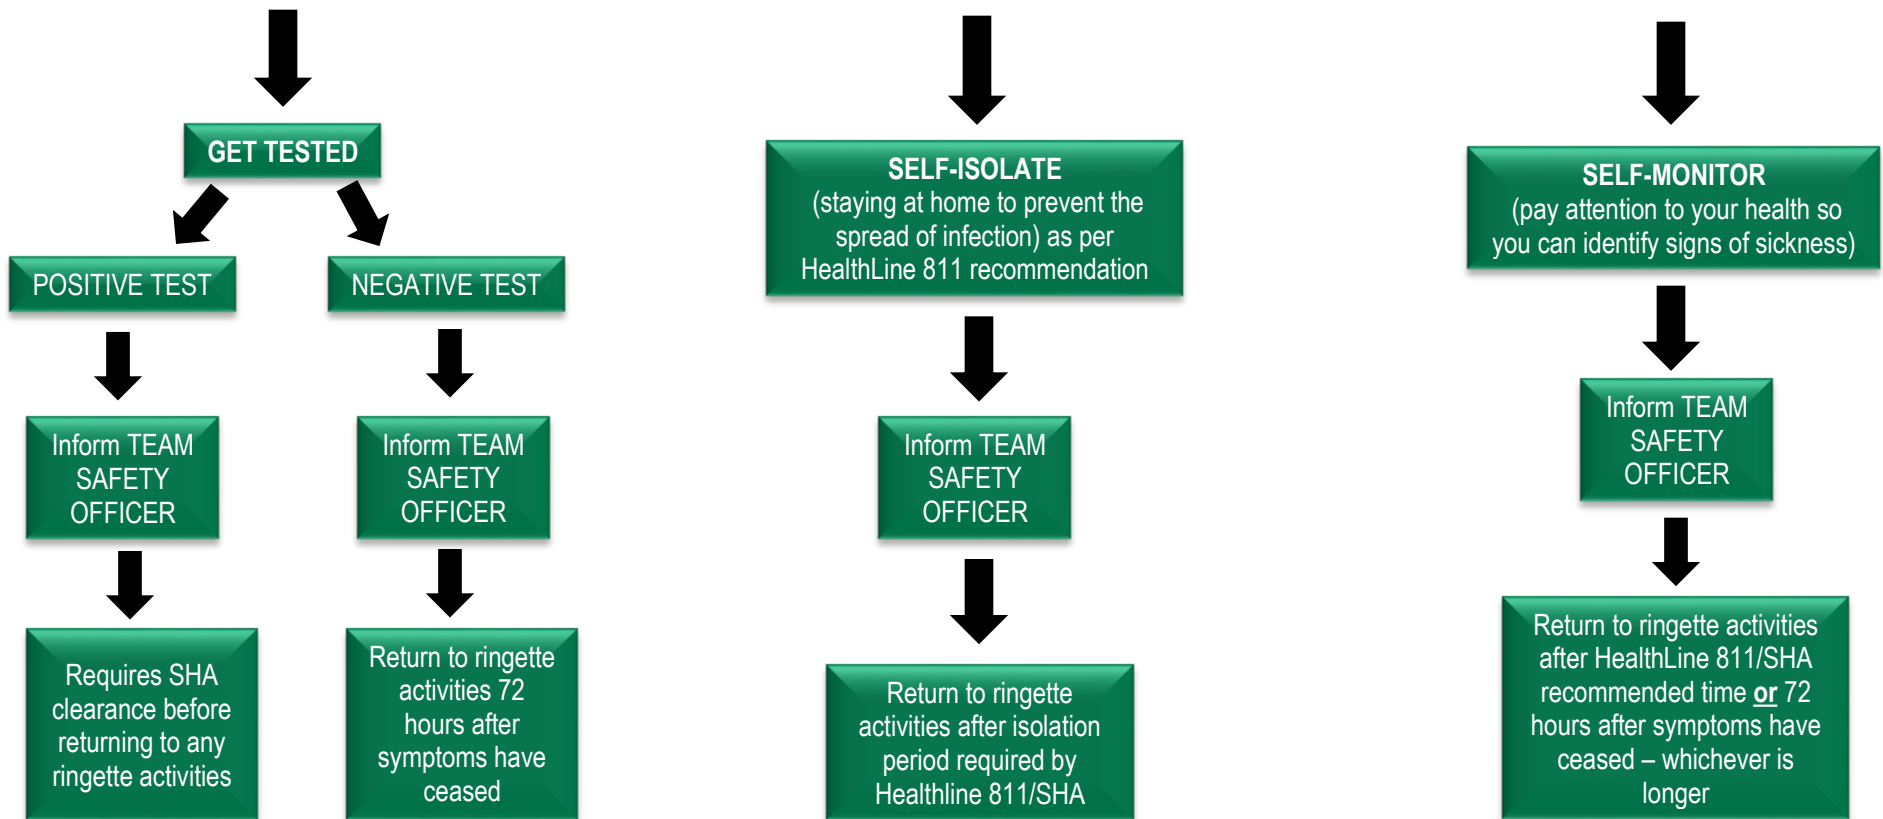 GET TESTED
POSITIVE TEST
NEGATIVE TEST
Inform TEAM
SAFETY
OFFICER
Inform TEAM
SAFETY
OFFICER
Requires SHA
clearance before
returning to any
ringette activities
Return to ringette
activities 72
hours after
symptoms have
ceased
SELF-ISOLATE
(staying at home to prevent the
spread of infection) as per
HealthLine 811 recommendation
Inform TEAM
SAFETY
OFFICER
Return to ringette
activities after isolation
period required by
Healthline 811/SHA
SELF-MONITOR
(pay attention to your health so
you can identify signs of sickness)
Inform TEAM
SAFETY
OFFICER
Return to ringette activities
after HealthLine 811/SHA
recommended time or 72
hours after symptoms have
ceased – whichever is
longer